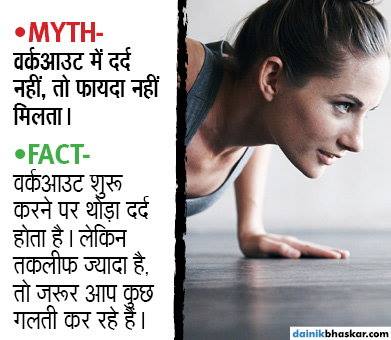 •MYTH-
वर्कआउट में दर्द
नहीं, तो फायदा नहीं
मिलता।
•FACT-
वर्कआउट शुरू
करने पर थोड़ा दर्द
होता है। लेकिन
तकलीफ ज्यादा है,
तो जरूर आप कुछ
गलती कर रहे हैं।
dainikbhaskar.com